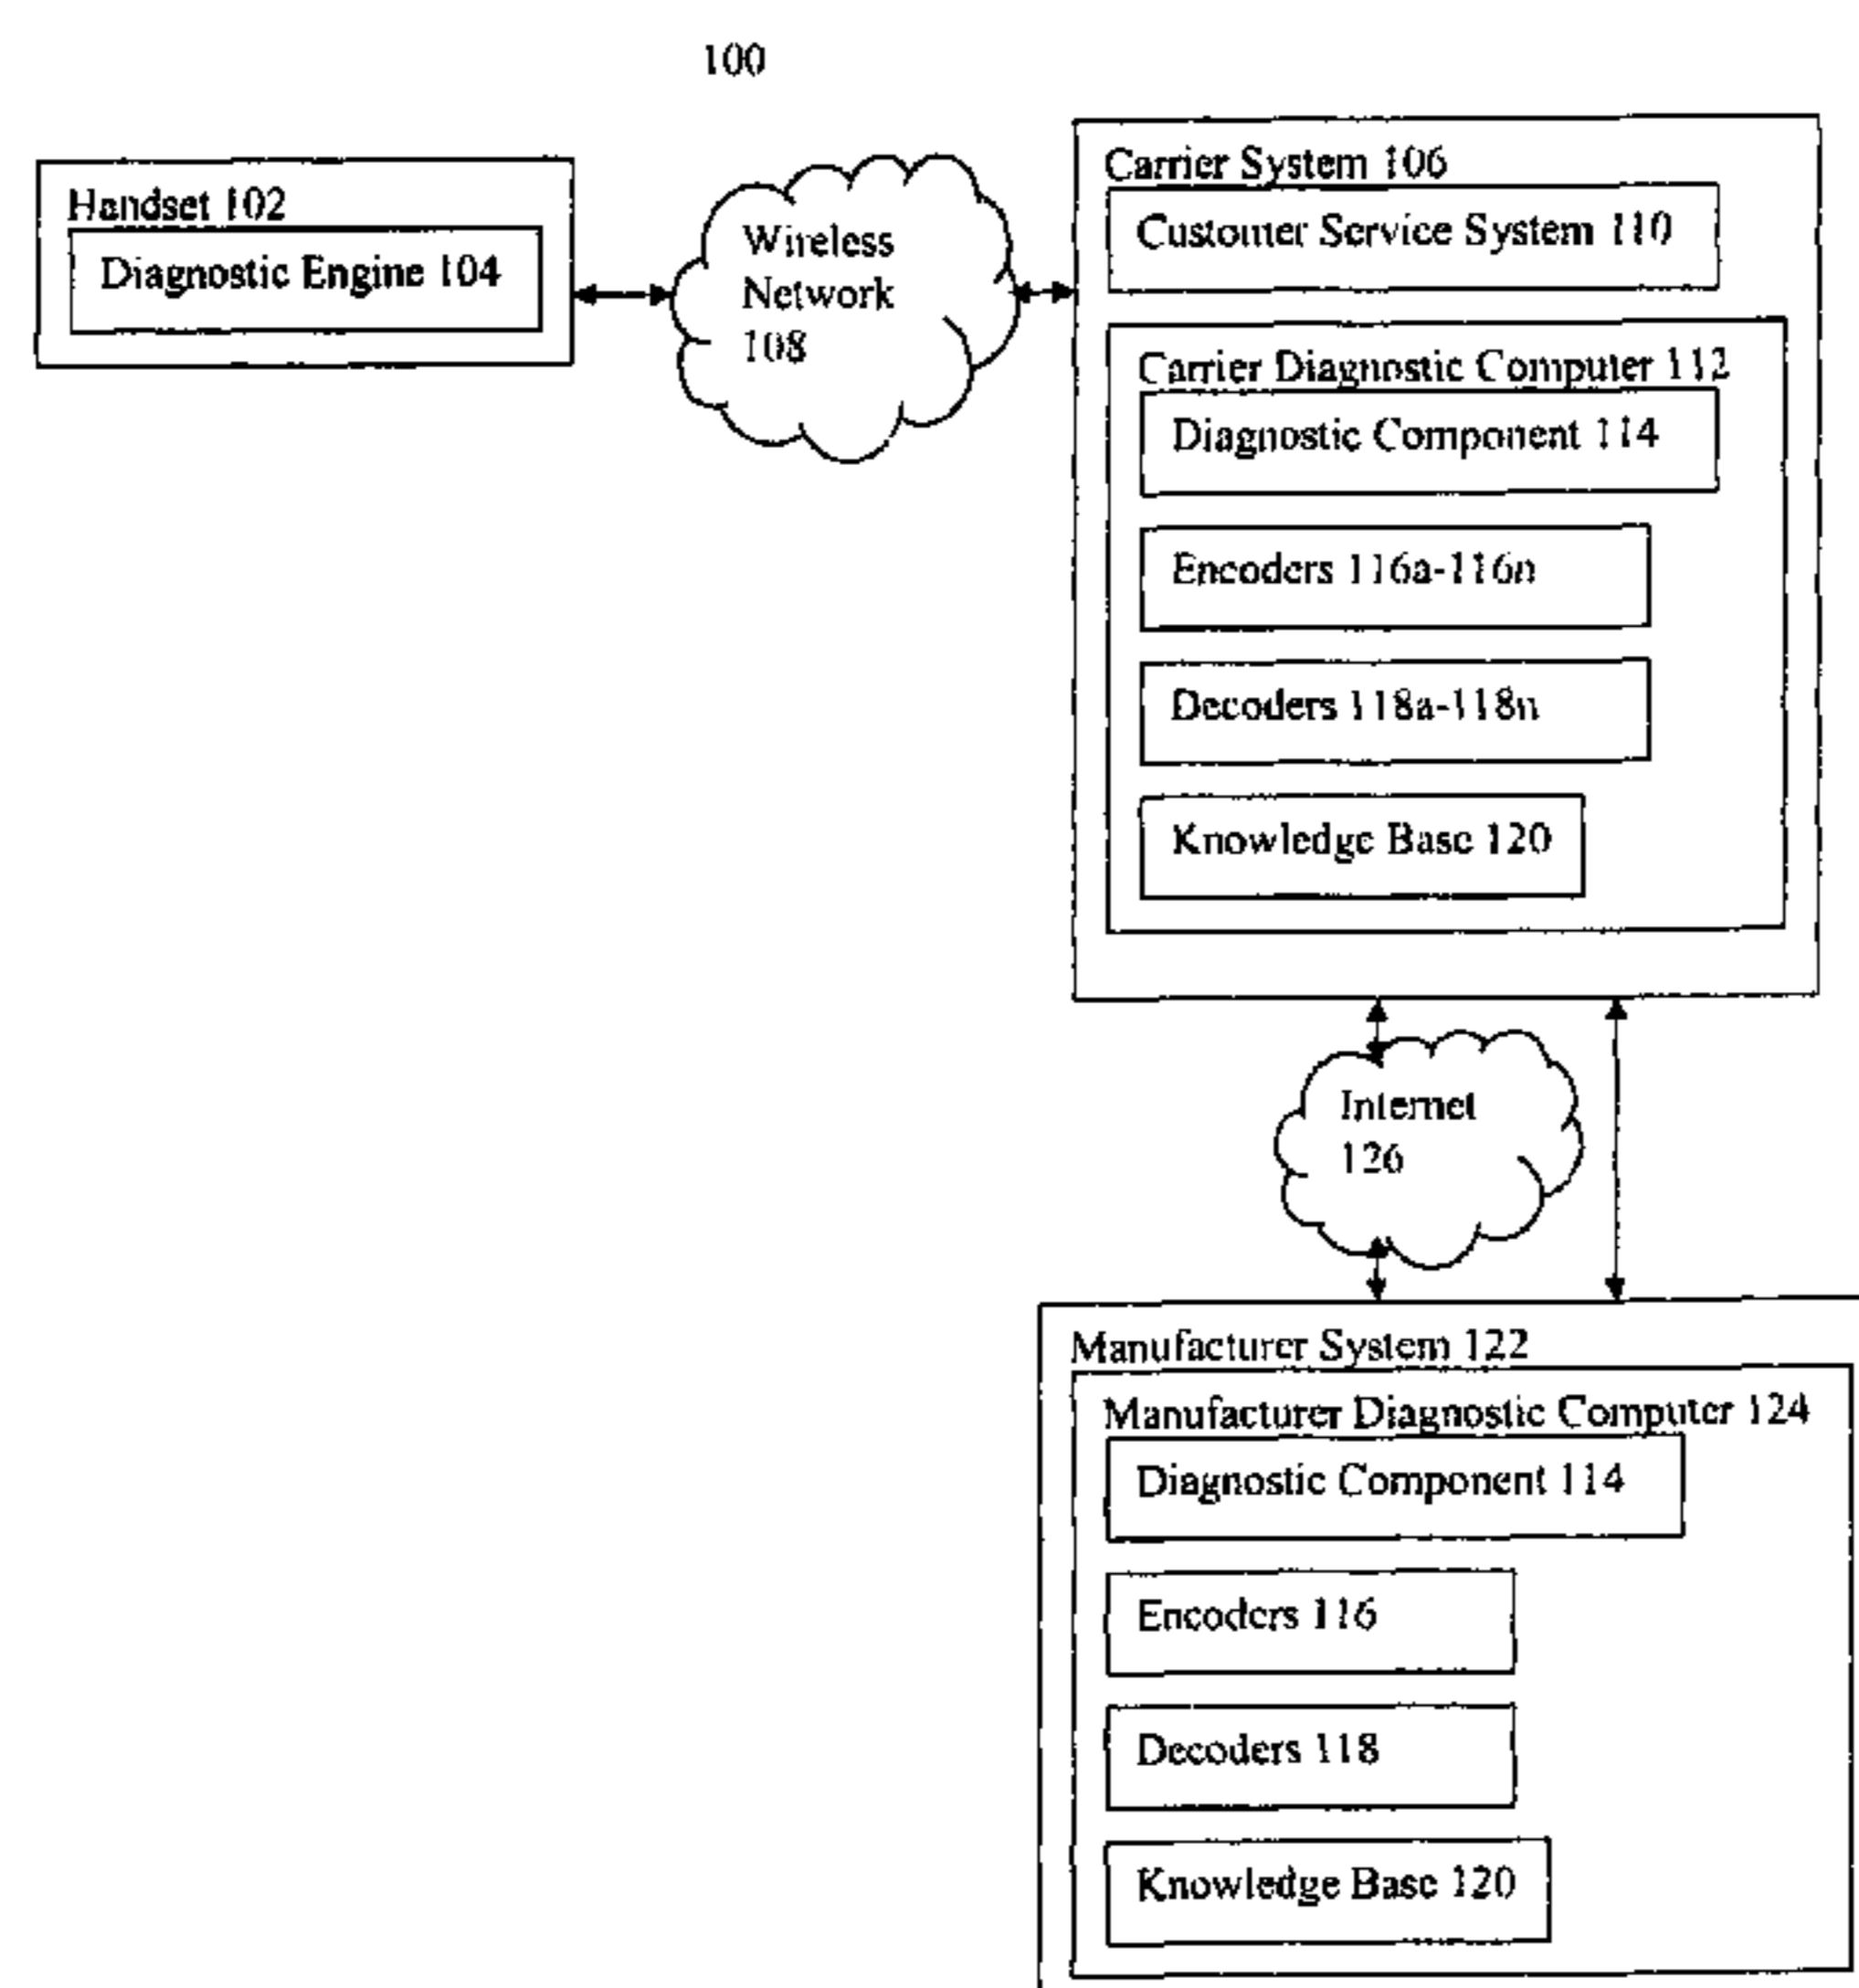 100
Handset 102
Diagnostic Engine 104
Wireless
Network
108
Carrier System 106
Customer Service System 110
Carrier Diagnostic Computer 112
Diagnostic Component 114
Encoders 116a-116n
Decoders 118a-118n
Knowledge Base 120
Internet
126
Manufacturer System 122
Manufacturer Diagnostic Computer 124
Diagnostic Component 114
Encoders 116
Decoders 118
Knowledge Base 120